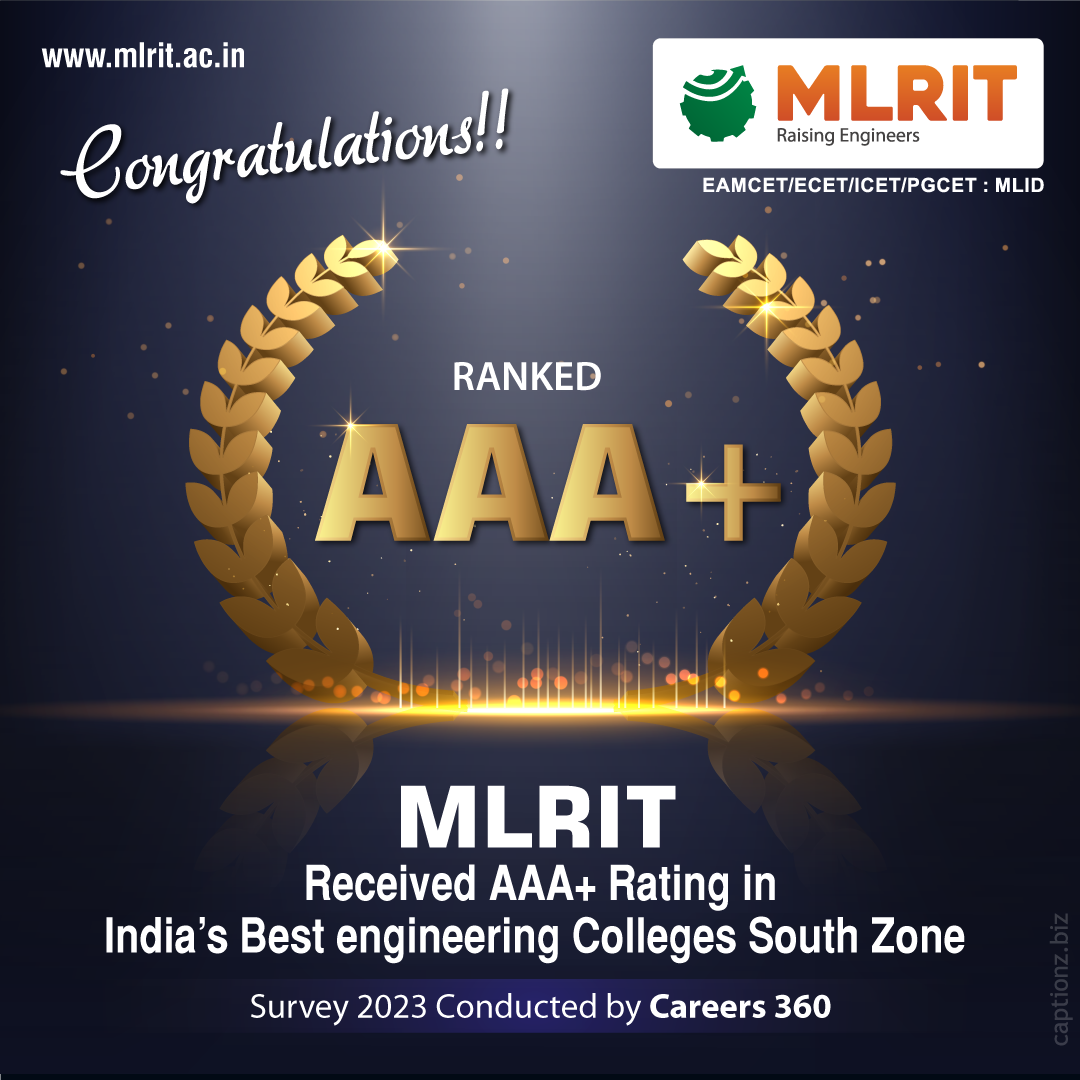 www.mlrit.ac.in
Congratulations!!
MLRIT
Raising Engineers
EAMCET/ECET/ICET/PGCET : MLID
RANKED
AAA+
MLRIT
Received AAA+ Rating in
India's Best engineering Colleges South Zone
Survey 2023 Conducted by Careers 360
captionz.biz